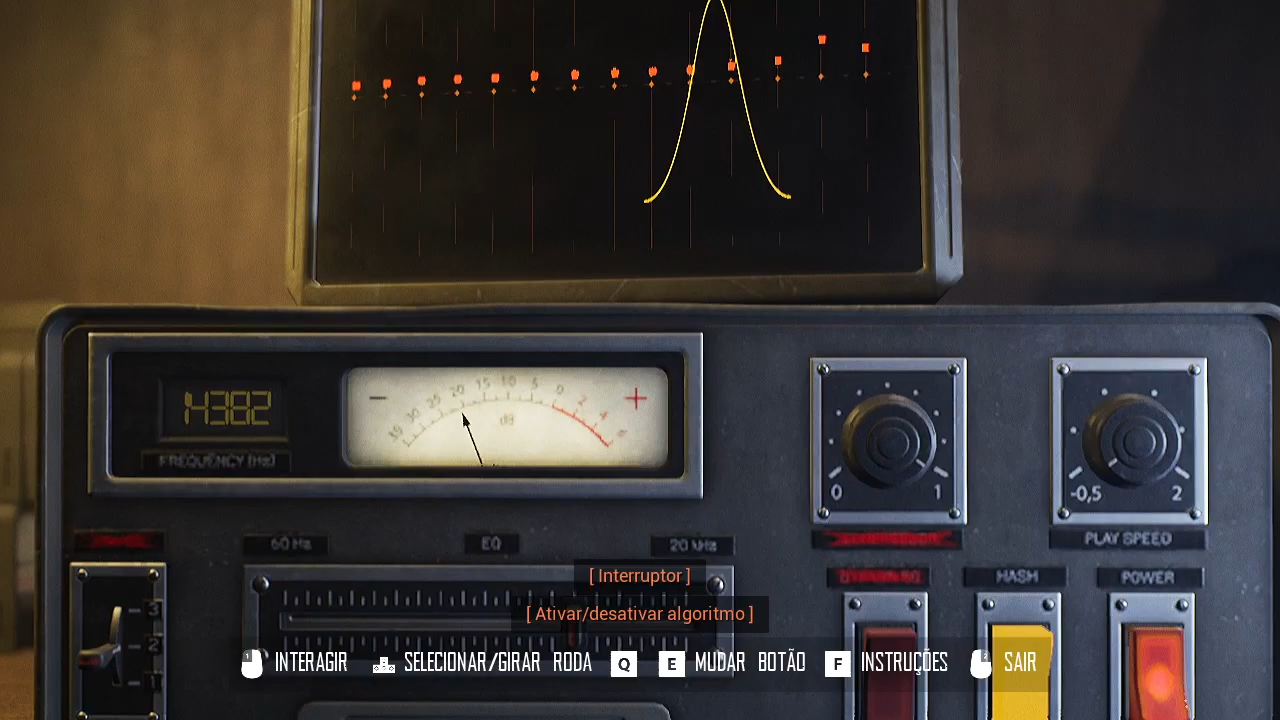 14382
FREQUENCY [Hz]
30 25 20 15 10 5 0 2 4
dB
- +
0 1
-0,5 2
PLAY SPEED
60 Hz EQ 20 kHz
HASH POWER
3
2
1
[ Interruptor ]
[ Ativar/desativar algoritmo ]
INTERAGIR SELECIONAR/GIRAR RODA Q E MUDAR BOTÃO F INSTRUÇÕES SAIR